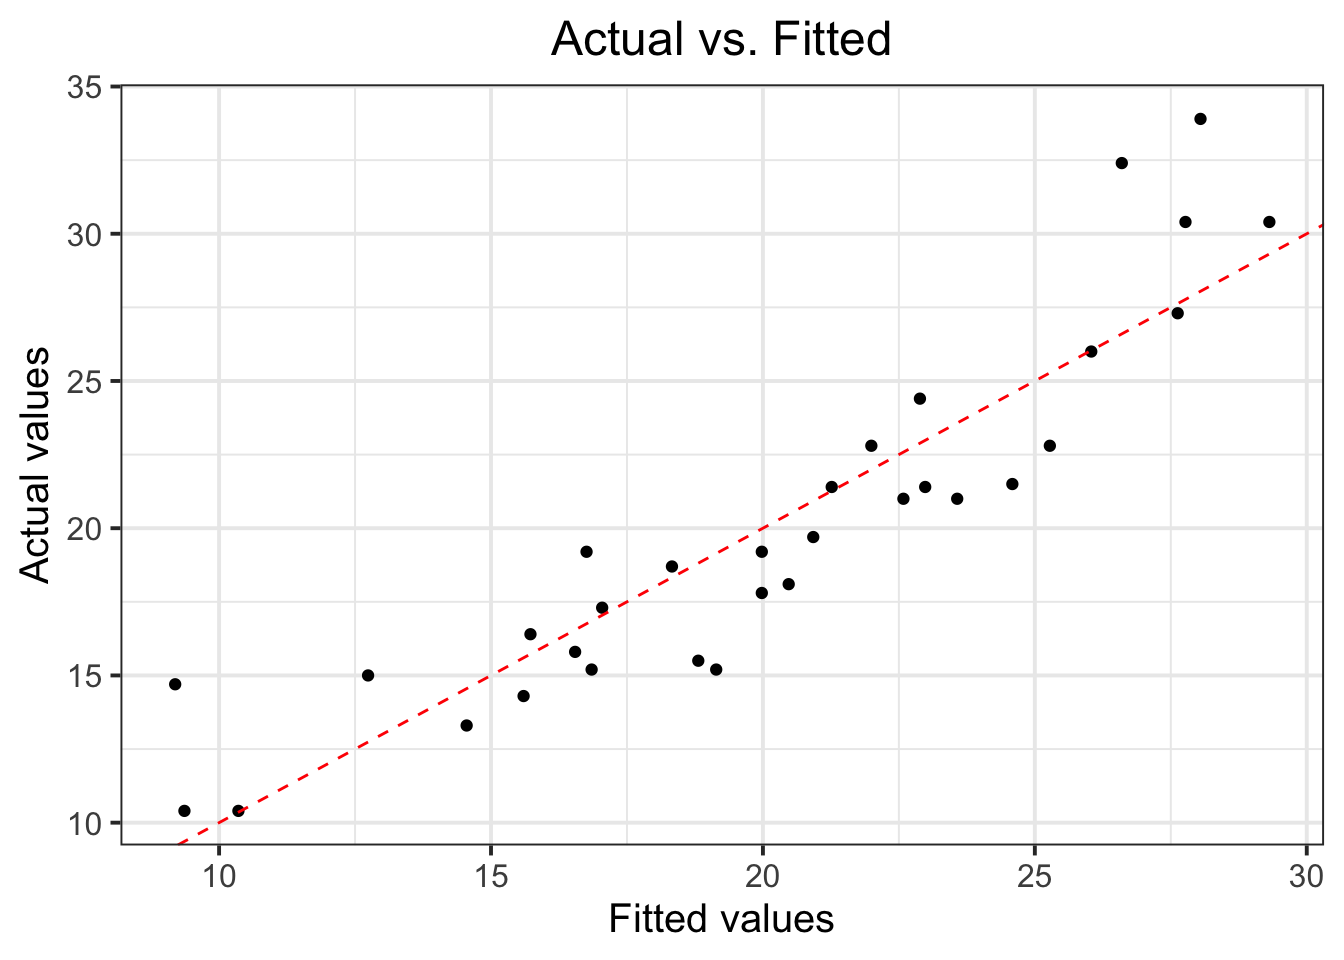 Actual vs. Fitted
35
30
25
20
15
10
Actual values
10 15 20 25 30
Fitted values